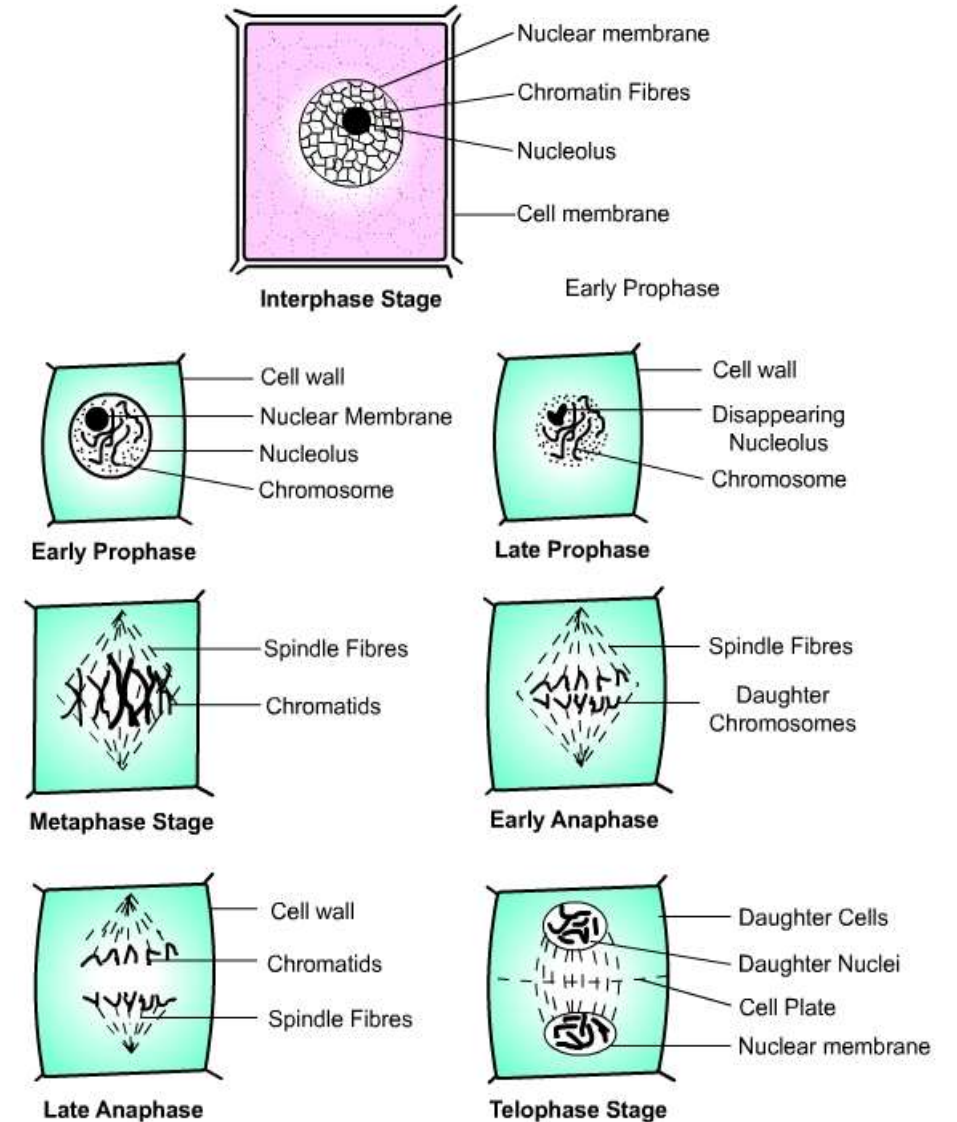 Nuclear membrane
Chromatin Fibres
Nucleolus
Cell membrane
Interphase Stage
Early Prophase
Cell wall
Nuclear Membrane
Nucleolus
Chromosome
Early Prophase
Cell wall
Disappearing
Nucleolus
Chromosome
Late Prophase
Spindle Fibres
Chromatids
Metaphase Stage
Spindle Fibres
Daughter
Chromosomes
Early Anaphase
Cell wall
Chromatids
Spindle Fibres
Late Anaphase
Daughter Cells
Daughter Nuclei
Cell Plate
Nuclear membrane
Telophase Stage